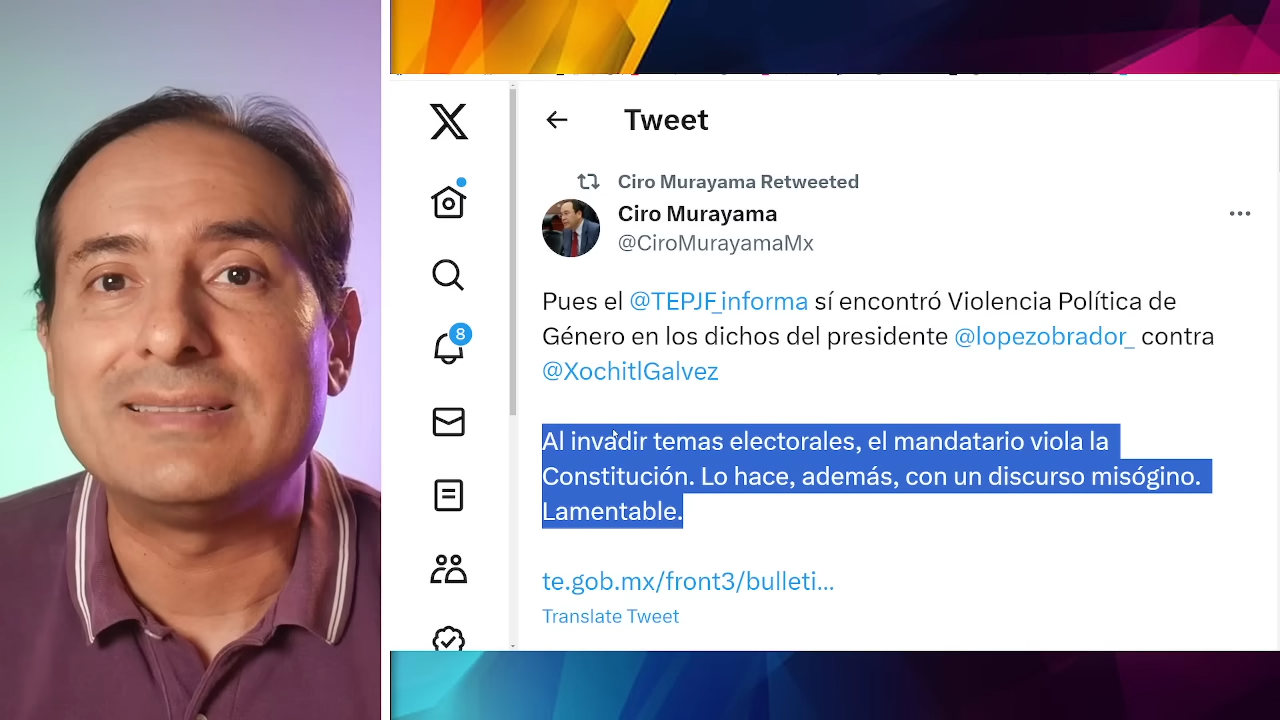 Tweet
Ciro Murayama Retweeted
Ciro Murayama
@CiroMurayamaMx
8
Pues el @TEPJF_informa sí encontró Violencia Política de
Género en los dichos del presidente @lopezobrador_ contra
@XochitlGalvez
Al invadir temas electorales, el mandatario viola la
Constitución. Lo hace, además, con un discurso misógino.
Lamentable.
te.gob.mx/front3/bulleti...
Translate Tweet